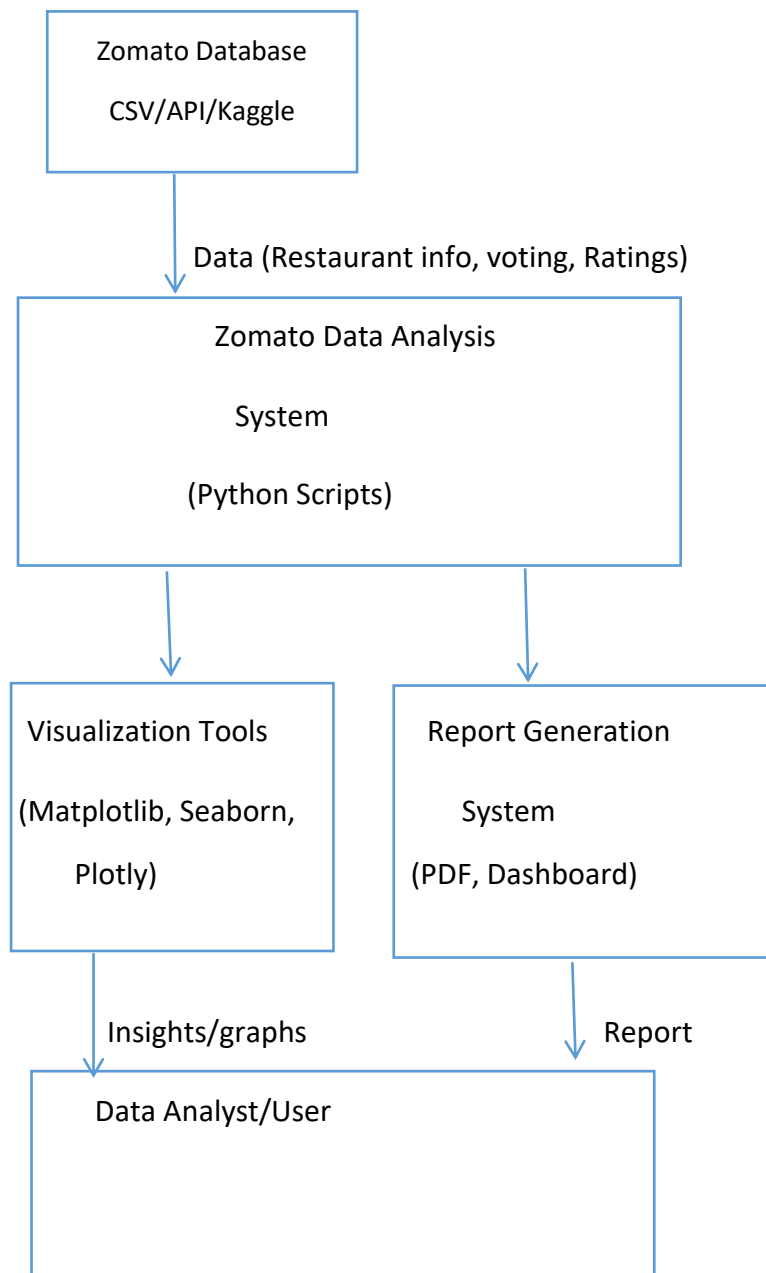 Zomato Database
CSV/API/Kaggle
Data (Restaurant info, voting, Ratings)
Zomato Data Analysis
System
(Python Scripts)
Visualization Tools
(Matplotlib, Seaborn,
Plotly)
Report Generation
System
(PDF, Dashboard)
Insights/graphs
Report
Data Analyst/User